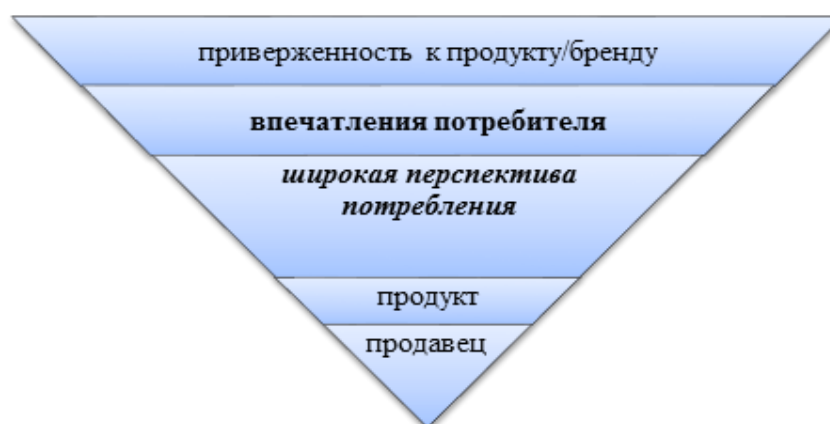 приверженность к продукту/бренду
впечатления потребителя
широкая перспектива
потребления
продукт
продавец